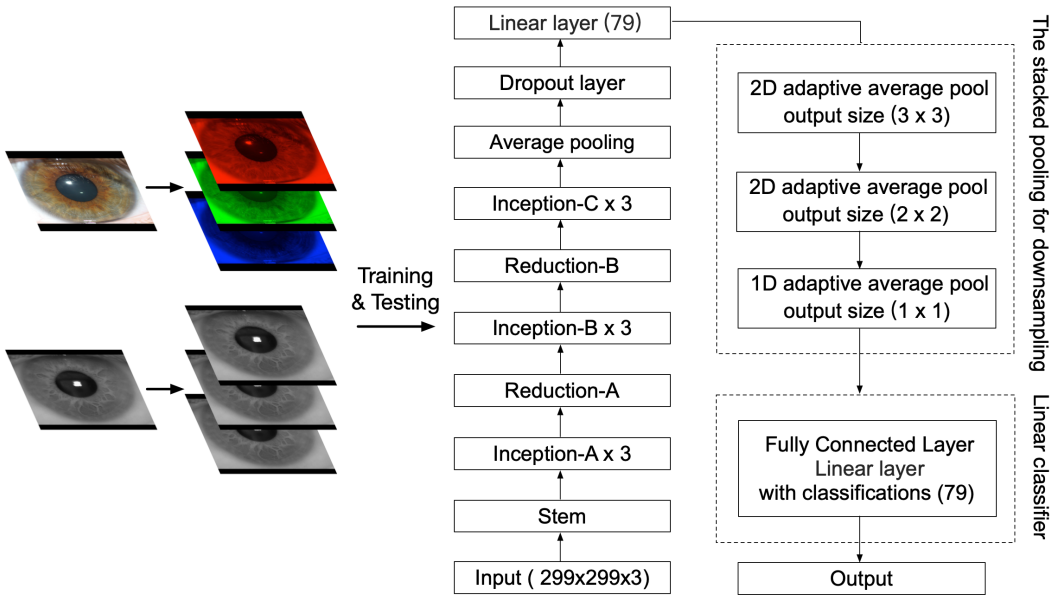 Training
& Testing
Linear layer (79)
Dropout layer
Average pooling
Inception-C x 3
Reduction-B
Inception-B x 3
Reduction-A
Inception-A x 3
Stem
Input ( 299x299x3)
2D adaptive average pool
output size (3 x 3)
2D adaptive average pool
output size (2 x 2)
1D adaptive average pool
output size (1 x 1)
The stacked pooling for downsampling
Fully Connected Layer
Linear layer
with classifications (79)
Linear classifier
Output